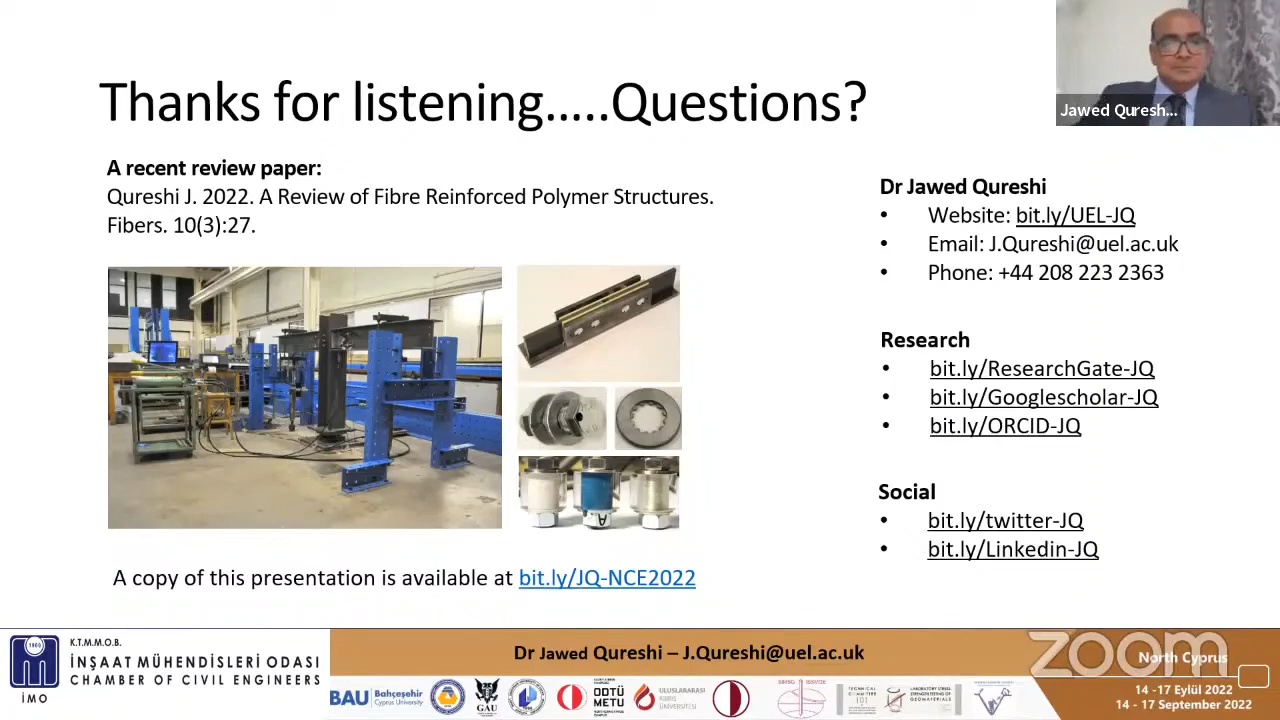 Thanks for listening.....Questions?
Jawed Quresh...
A recent review paper:
Qureshi J. 2022. A Review of Fibre Reinforced Polymer Structures.
Fibers. 10(3):27.
Dr Jawed Qureshi
• Website: bit.ly/UEL-JQ
• Email: J.Qureshi@uel.ac.uk
• Phone: +44 208 223 2363
Research
• bit.ly/ResearchGate-JQ
• bit.ly/Googlescholar-JQ
• bit.ly/ORCID-JQ
Social
• bit.ly/twitter-JQ
• bit.ly/Linkedin-JQ
A copy of this presentation is available at bit.ly/JQ-NCE2022
K.T.M.M.O.B.
İNŞAAT MÜHENDİSLERİ ODASI
CHAMBER OF CIVIL ENGINEERS
İMO
1960
Dr Jawed Qureshi – J.Qureshi@uel.ac.uk
zoom
North Cyprus
14 -17 Eylül 2022
14 - 17 September 2022
BAU Bahçeşehir
Cyprus University
GAU
ODTÜ
METU
ULUSLARARASI
KIBRIS
ÜNİVERSİTESİ
TECHNICAL
COMMITTEE